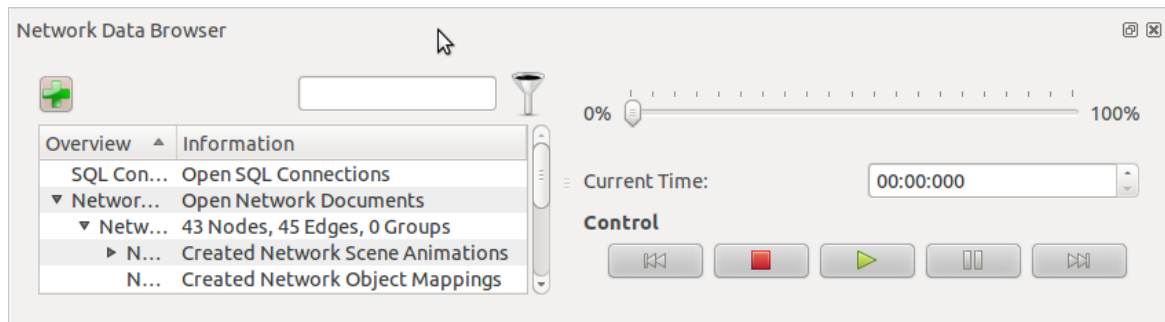 Network Data Browser
0% 100%
Overview Information
SQL Con... Open SQL Connections
Networ... Open Network Documents
Netw... 43 Nodes, 45 Edges, 0 Groups
N... Created Network Scene Animations
N... Created Network Object Mappings
Current Time: 00:00:000
Control